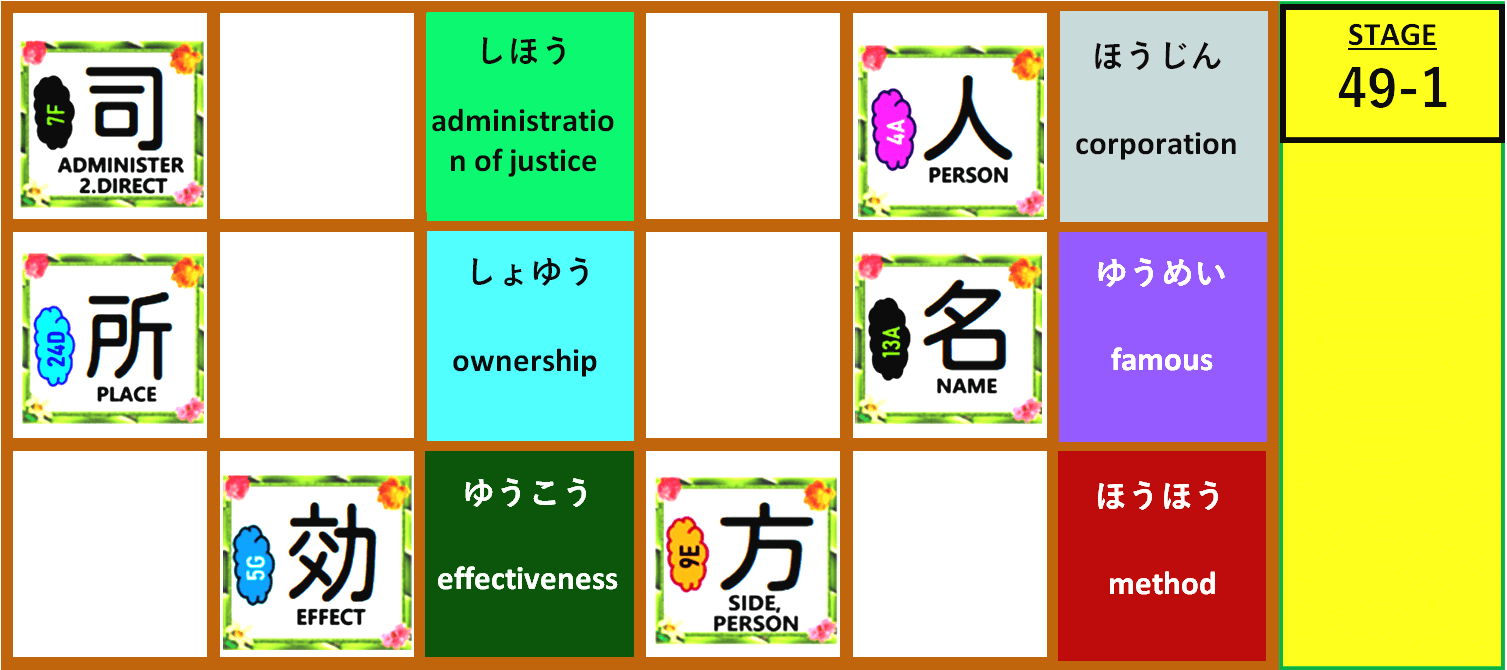 7F
司
ADMINISTER
2.DIRECT
しほう
administratio
n of justice
4A
人
PERSON
ほうじん
corporation
STAGE
49-1
24D
所
PLACE
しょゆう
ownership
13A
名
NAME
ゆうめい
famous
5G
効
EFFECT
ゆうこう
effectiveness
9E
方
SIDE,
PERSON
ほうほう
method